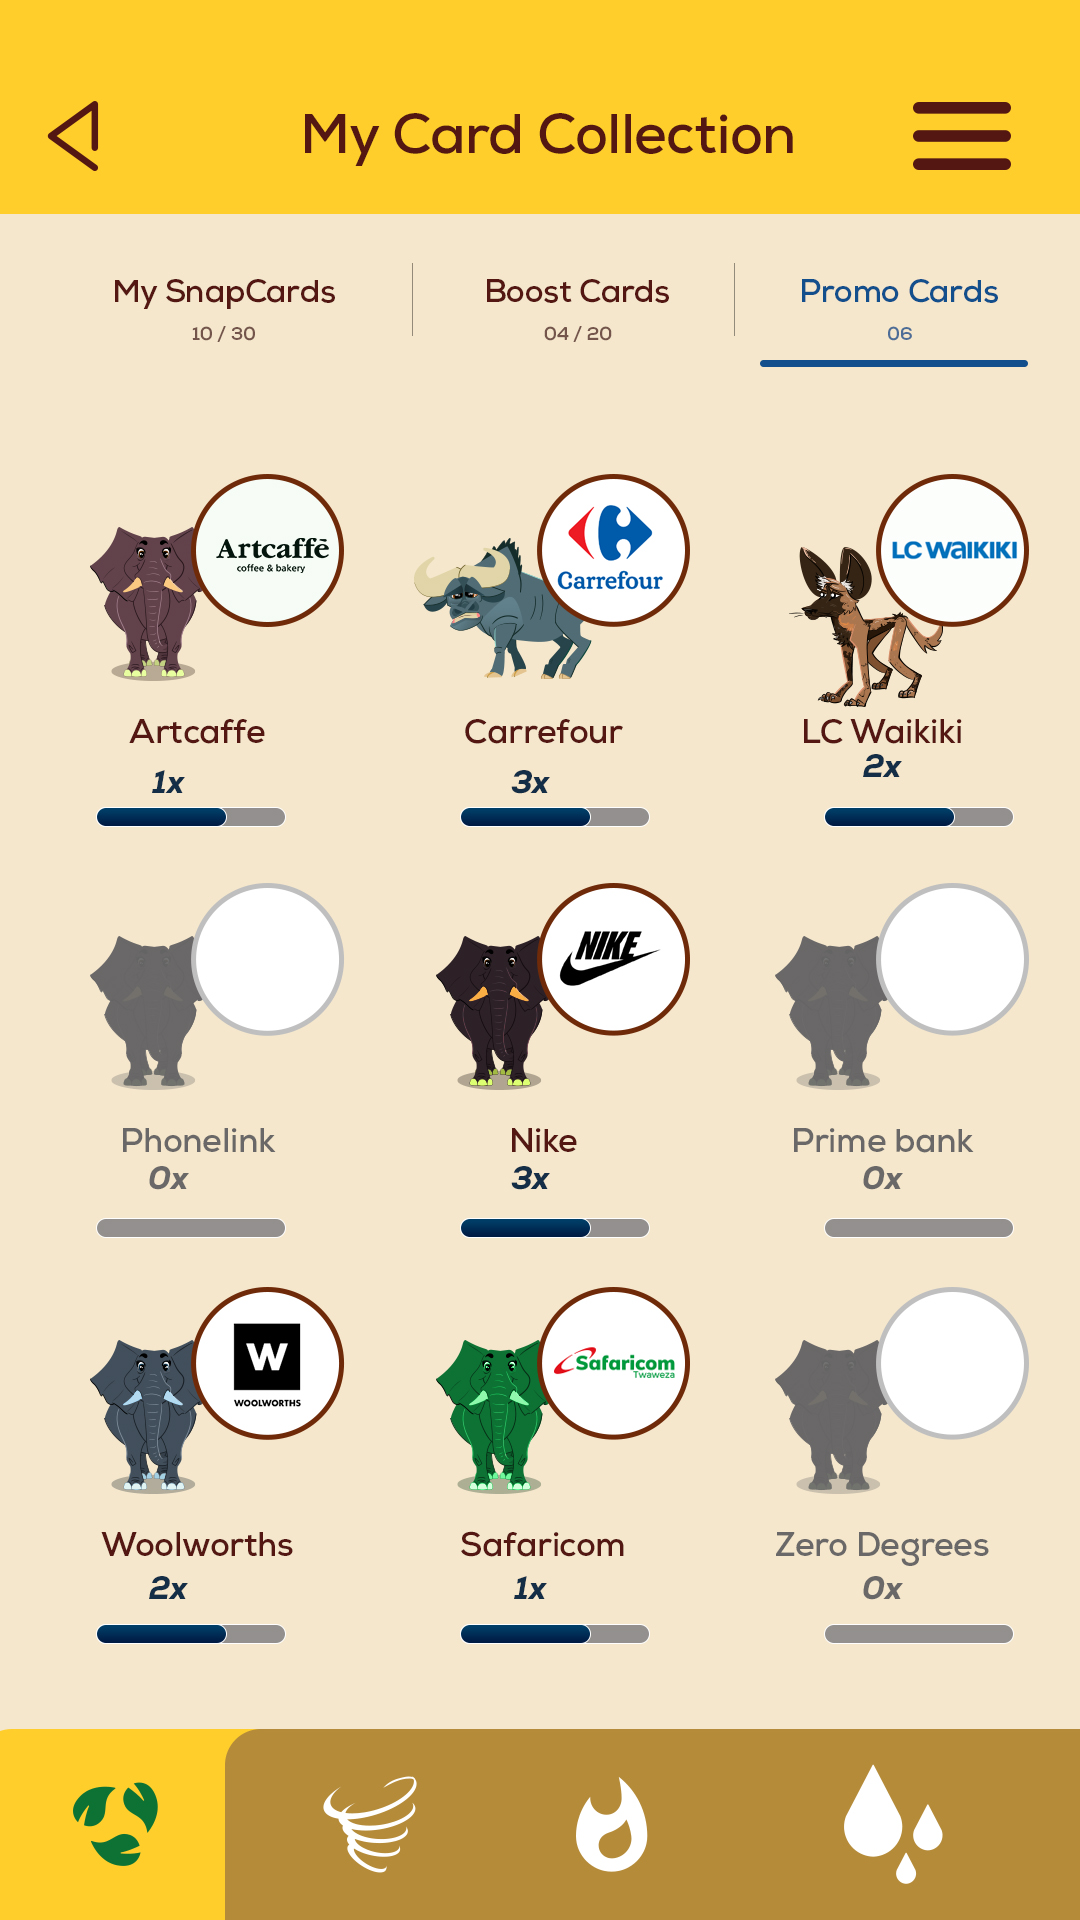 My Card Collection
My SnapCards
10 / 30
Boost Cards
04 / 20
Promo Cards
06
Artcaffē
coffee & bakery
Carrefour
LC WAIKIKI
Artcaffe
1x
Carrefour
3x
LC Waikiki
2x
NIKE
Phonelink
0x
Nike
3x
Prime bank
0x
W
WOOLWORTHS
Safaricom
Twaweza
Woolworths
2x
Safaricom
1x
Zero Degrees
0x